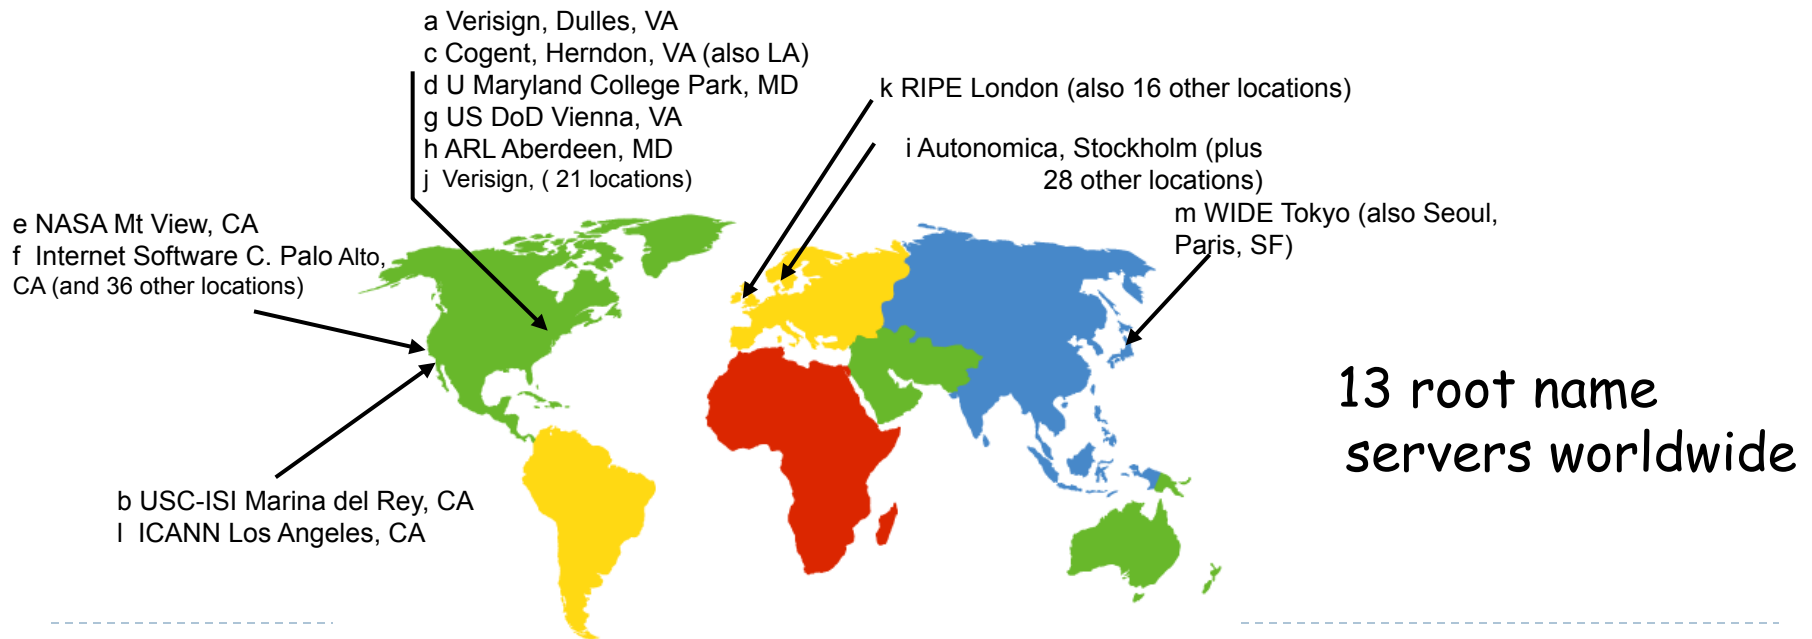 a Verisign, Dulles, VA
c Cogent, Herndon, VA (also LA)
d U Maryland College Park, MD
g US DoD Vienna, VA
h ARL Aberdeen, MD
j Verisign, ( 21 locations)
k RIPE London (also 16 other locations)
i Autonomica, Stockholm (plus
28 other locations)
m WIDE Tokyo (also Seoul,
Paris, SF)
e NASA Mt View, CA
f Internet Software C. Palo Alto,
CA (and 36 other locations)
b USC-ISI Marina del Rey, CA
l ICANN Los Angeles, CA
13 root name
servers worldwide